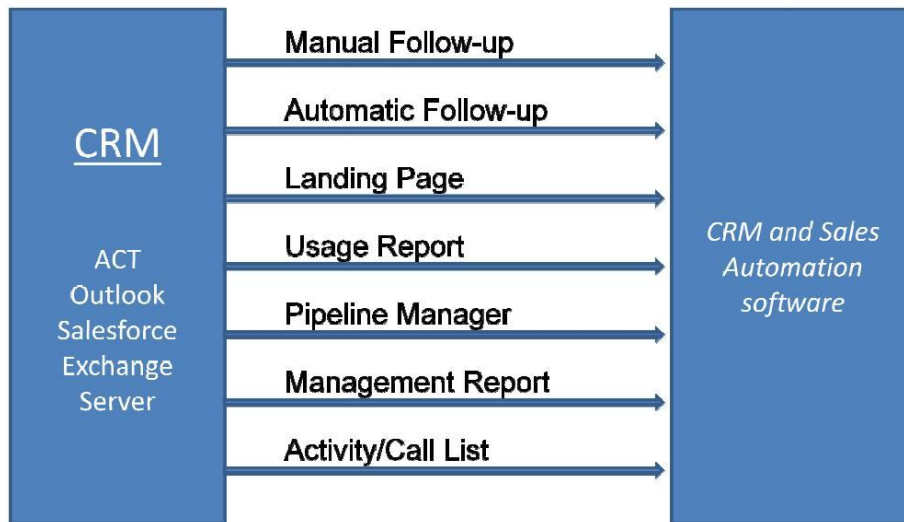 CRM
ACT
Outlook
Salesforce
Exchange
Server
Manual Follow-up
Automatic Follow-up
Landing Page
Usage Report
Pipeline Manager
Management Report
Activity/Call List
CRM and Sales
Automation
software